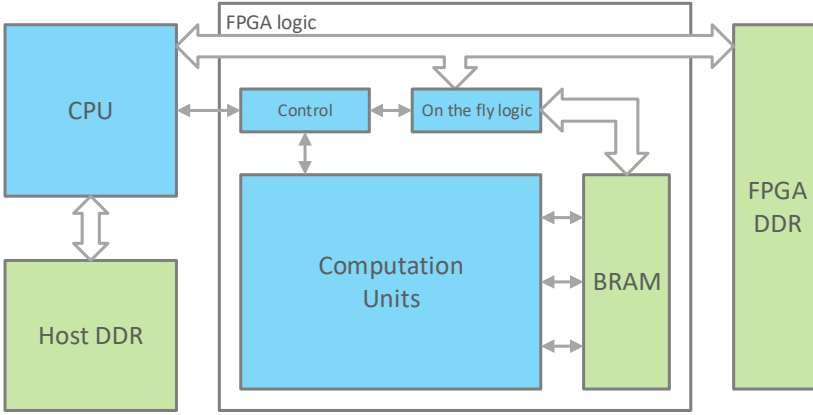 FPGA logic
CPU
Control
On the fly logic
FPGA
DDR
Computation
Units
BRAM
Host DDR